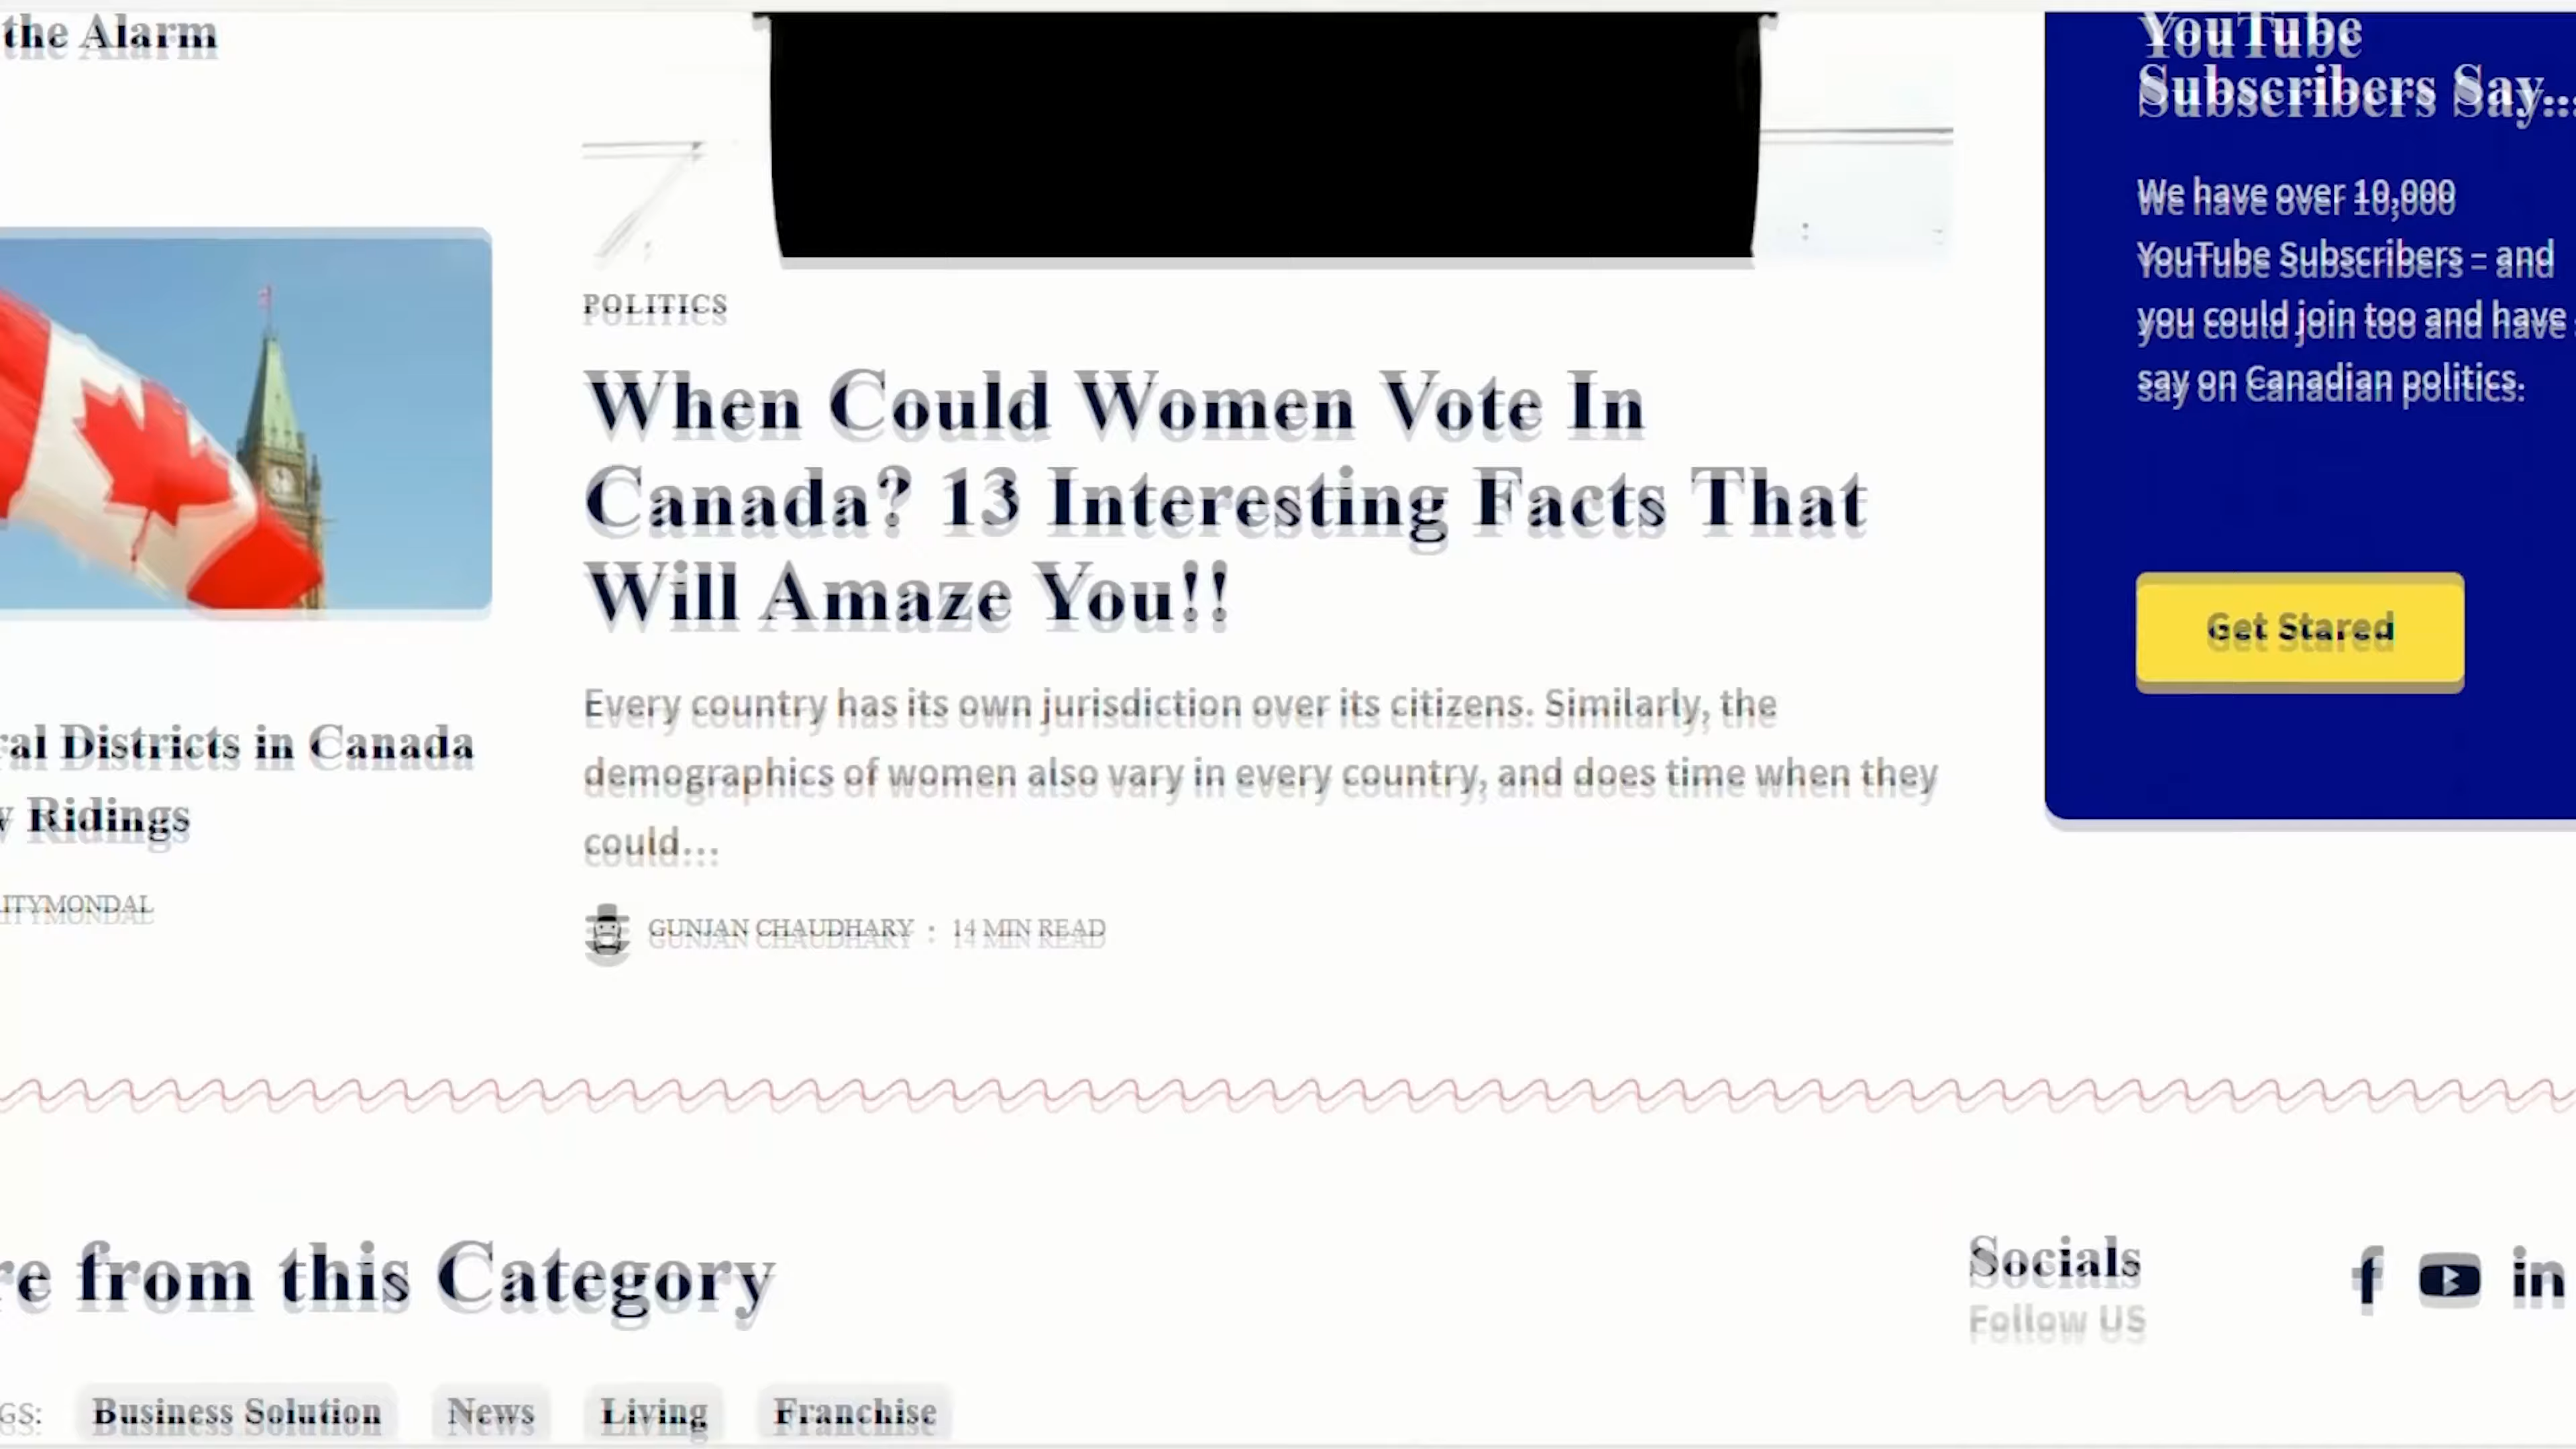 the Alarm
ral Districts in Canada
Ridings
ITYMONDAL
POLITICS
When Could Women Vote In
Canada? 13 Interesting Facts That
Will Amaze You!!
Every country has its own jurisdiction over its citizens. Similarly, the
demographics of women also vary in every country, and does time when they
could...
GUNJAN CHAUDHARY : 14 MIN READ
YouTube
Subscribers Say...
We have over 10,000
YouTube Subscribers – and
you could join too and have
say on Canadian politics.
Get Stared
re from this Category
Socials
Follow US
GS:
Business Solution
News
Living
Franchise